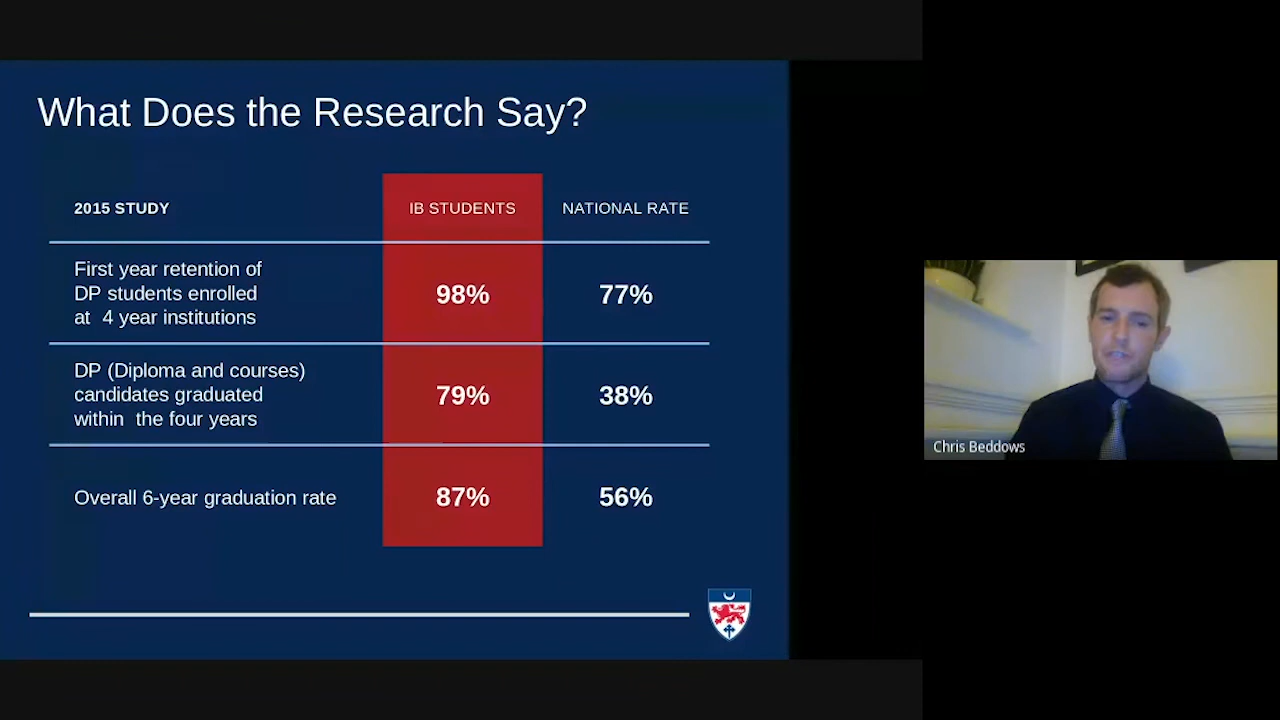 What Does the Research Say?
2015 STUDY
IB STUDENTS
NATIONAL RATE
First year retention of
DP students enrolled
at 4 year institutions
98%
77%
DP (Diploma and courses)
candidates graduated
within the four years
79%
38%
Overall 6-year graduation rate
87%
56%
Chris Beddows